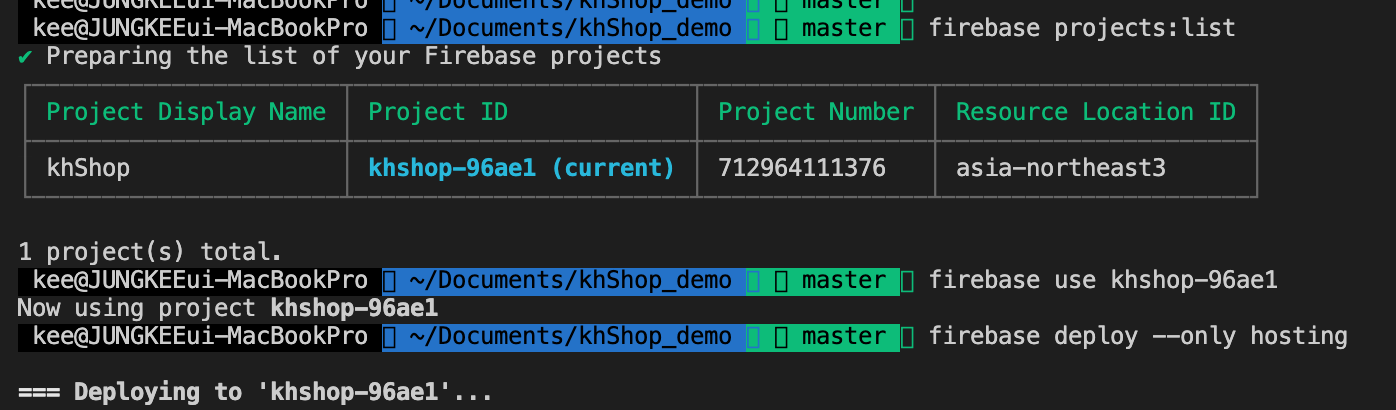 kee@JUNGKEEui-MacBookPro ~/Documents/khShop_demo master
kee@JUNGKEEui-MacBookPro ~/Documents/khShop_demo master firebase projects:list
✔ Preparing the list of your Firebase projects
Project Display Name Project ID Project Number Resource Location ID
khShop khshop-96ae1 (current) 712964111376 asia-northeast3
1 project(s) total.
kee@JUNGKEEui-MacBookPro ~/Documents/khShop_demo master firebase use khshop-96ae1
Now using project khshop-96ae1
kee@JUNGKEEui-MacBookPro ~/Documents/khShop_demo master firebase deploy --only hosting
=== Deploying to 'khshop-96ae1'...